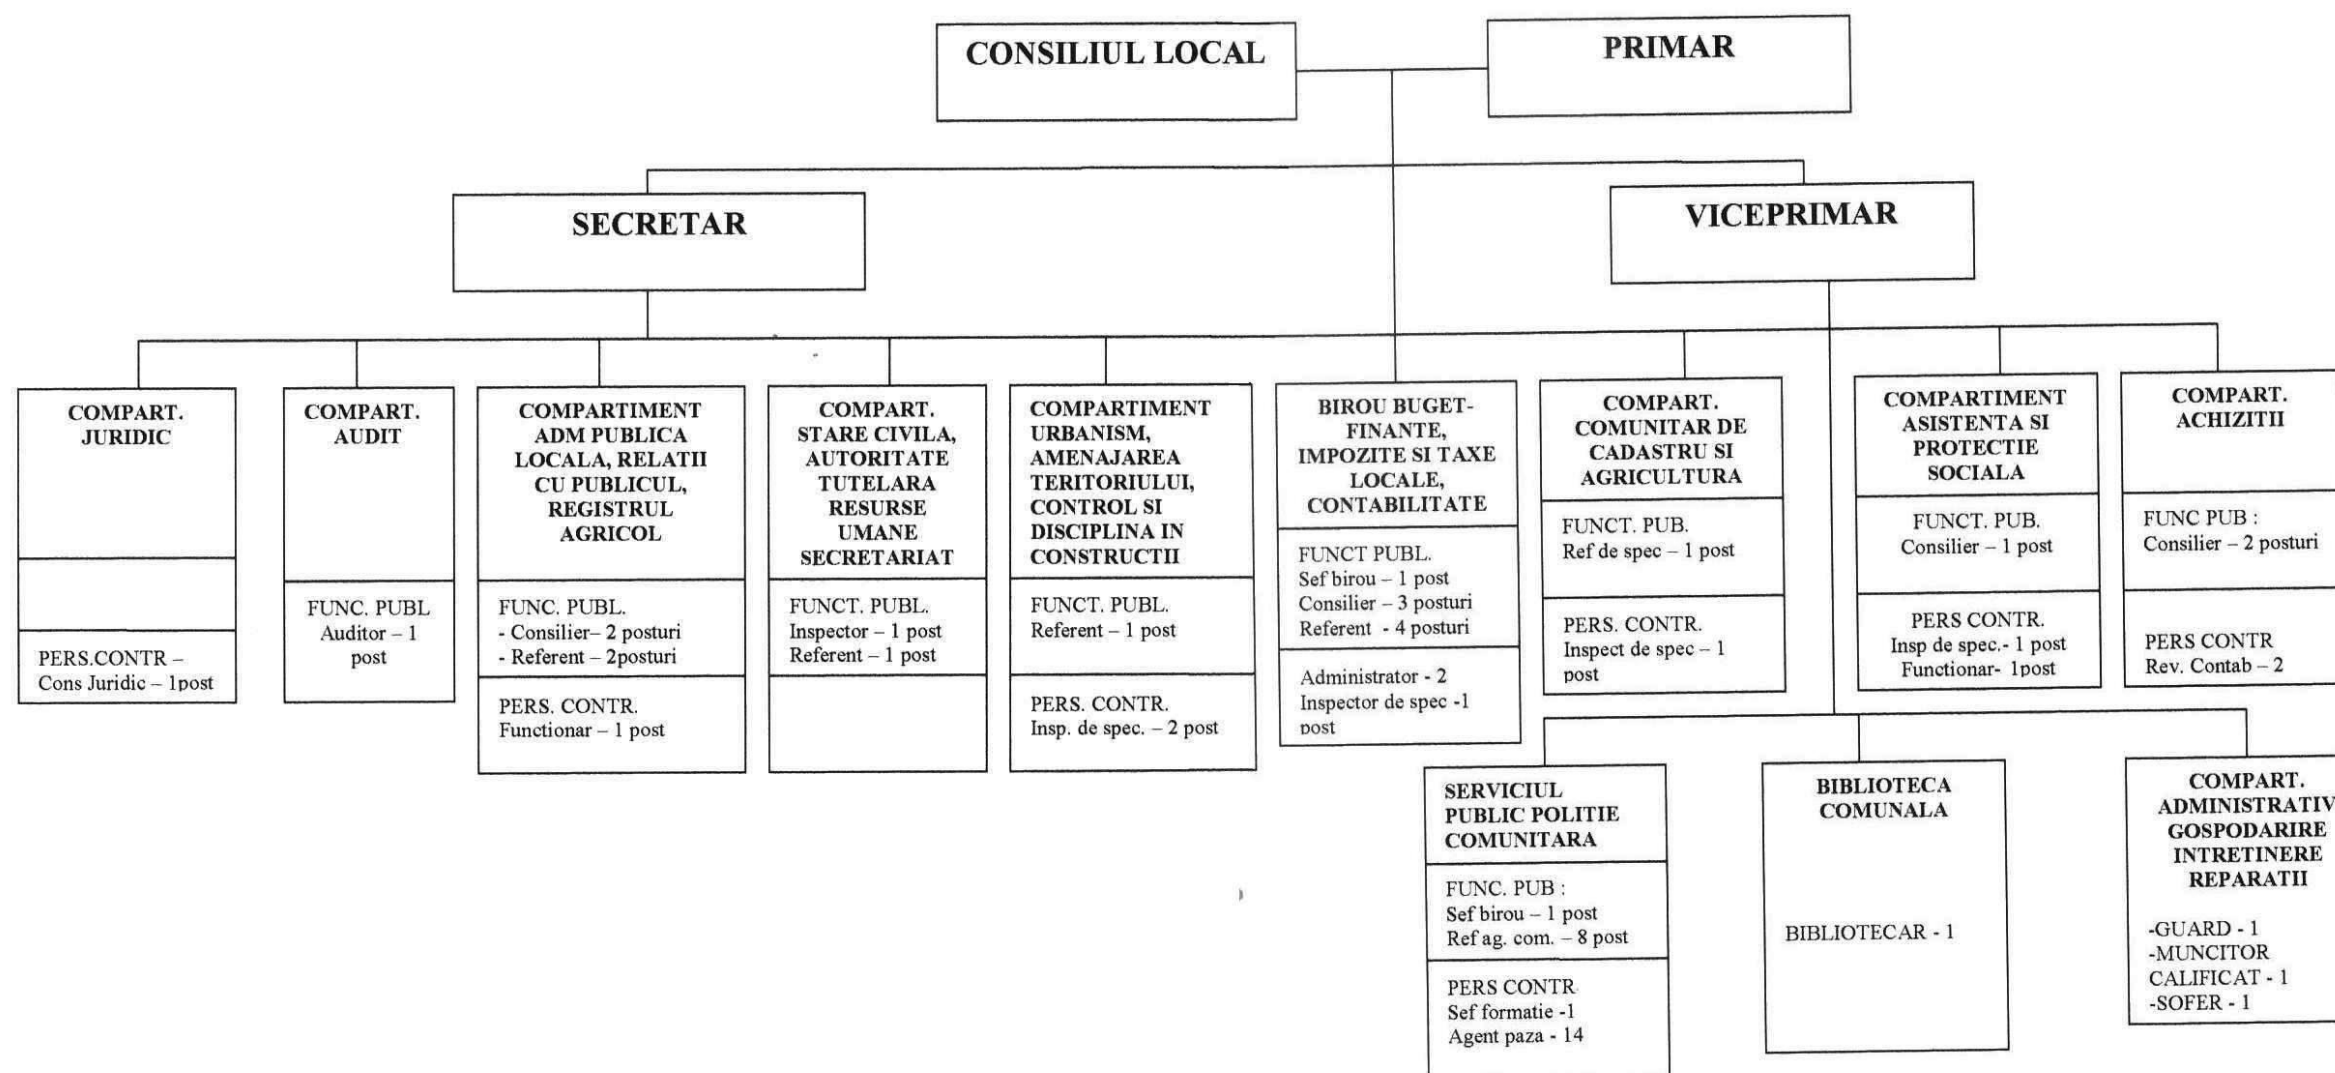 CONSILIUL LOCAL
PRIMAR
SECRETAR
VICEPRIMAR
COMPART.
JURIDIC
PERS.CONTR –
Cons Juridic – 1post
COMPART.
AUDIT
FUNC. PUBL
Auditor – 1
post
COMPARTIMENT
ADM PUBLICA
LOCALA, RELATII
CU PUBLICUL,
REGISTRUL
AGRICOL
FUNC. PUBL.
- Consilier– 2 posturi
- Referent – 2posturi
PERS. CONTR.
Functionar – 1 post
COMPART.
STARE CIVILA,
AUTORITATE
TUTELARA
RESURSE
UMANE
SECRETARIAT
FUNCT. PUBL.
Inspector – 1 post
Referent – 1 post
COMPARTIMENT
URBANISM,
AMENAJAREA
TERITORIULUI,
CONTROL SI
DISCIPLINA IN
CONSTRUCTII
FUNCT. PUBL.
Referent – 1 post
PERS. CONTR.
Insp. de spec. – 2 post
BIROU BUGET-
FINANTE,
IMPOZITE SI TAXE
LOCALE,
CONTABILITATE
FUNCT PUBL.
Sef birou – 1 post
Consilier – 3 posturi
Referent - 4 posturi
Administrator - 2
Inspector de spec -1
post
COMPART.
COMUNITAR DE
CADASTRU SI
AGRICULTURA
FUNCT. PUB.
Ref de spec – 1 post
PERS. CONTR.
Inspect de spec – 1
post
COMPARTIMENT
ASISTENTA SI
PROTECTIE
SOCIALA
FUNCT. PUB.
Consilier – 1 post
PERS CONTR.
Insp de spec.- 1 post
Functionar- 1post
COMPART.
ACHIZITII
FUNC PUB :
Consilier – 2 posturi
PERS CONTR
Rev. Contab – 2
SERVICIUL
PUBLIC POLITIE
COMUNITARA
FUNC. PUB :
Sef birou – 1 post
Ref ag. com. – 8 post
PERS CONTR
Sef formatie -1
Agent paza - 14
BIBLIOTECA
COMUNALA
BIBLIOTECAR - 1
COMPART.
ADMINISTRATIV
GOSPODARIRE
INTRETINERE
REPARATII
-GUARD - 1
-MUNCITOR
CALIFICAT - 1
-SOFER - 1